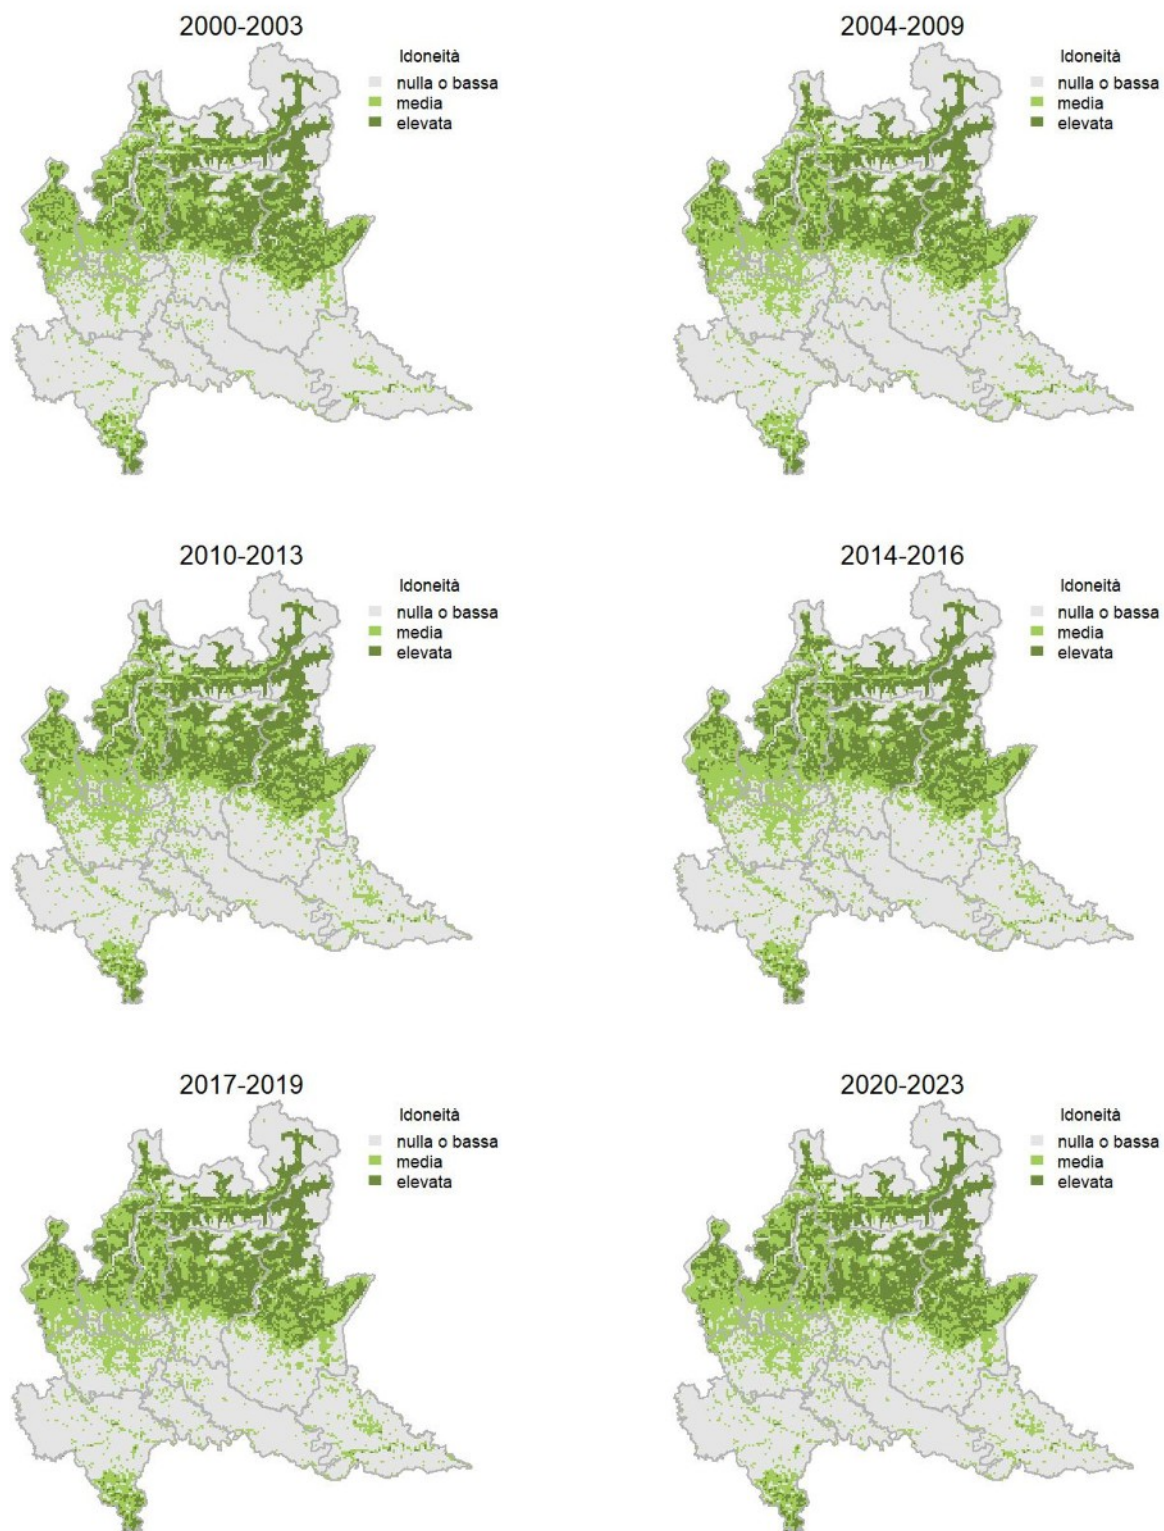 2000-2003
Idoneità
nulla o bassa
media
elevata
2004-2009
Idoneità
nulla o bassa
media
elevata
2010-2013
Idoneità
nulla o bassa
media
elevata
2014-2016
Idoneità
nulla o bassa
media
elevata
2017-2019
Idoneità
nulla o bassa
media
elevata
2020-2023
Idoneità
nulla o bassa
media
elevata